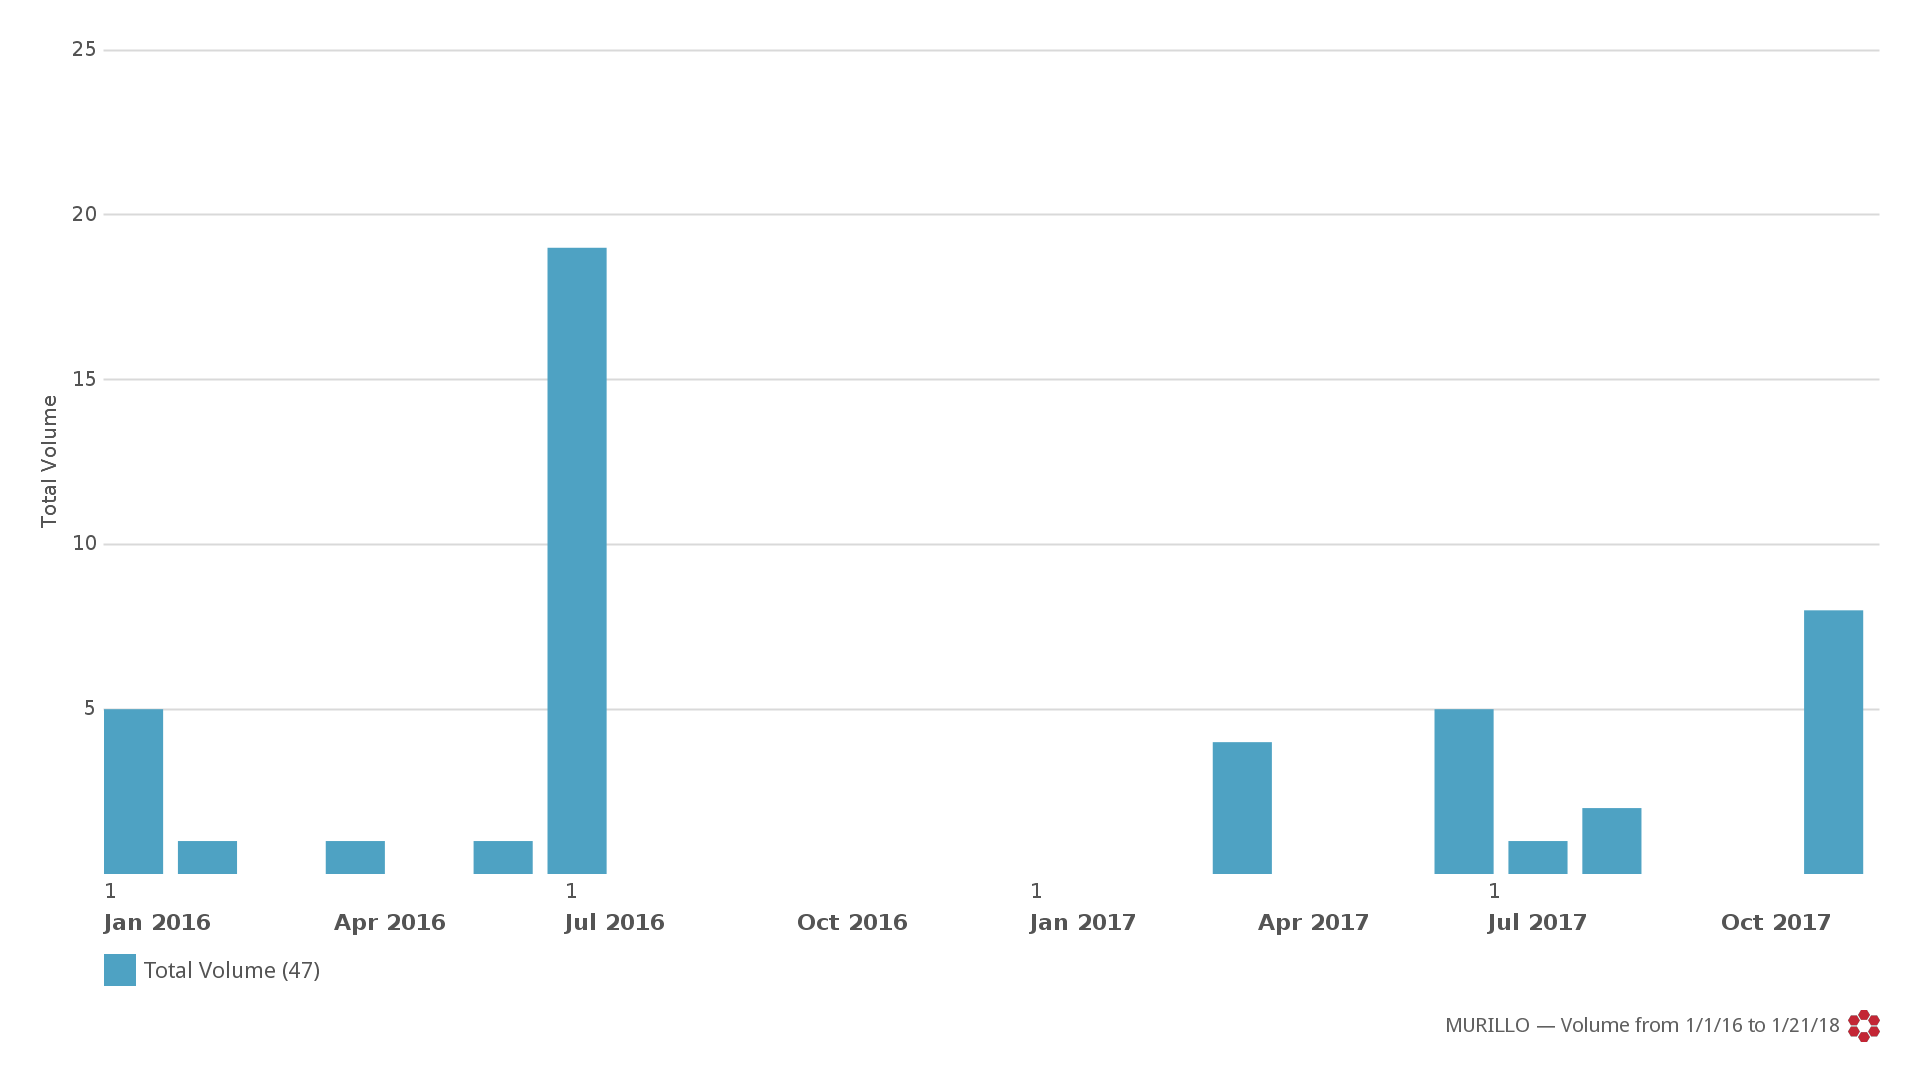 25
20
15
10
5
Total Volume
1 1 1 1
Jan 2016 Apr 2016 Jul 2016 Oct 2016 Jan 2017 Apr 2017 Jul 2017 Oct 2017
Total Volume (47)
MURILLO — Volume from 1/1/16 to 1/21/18